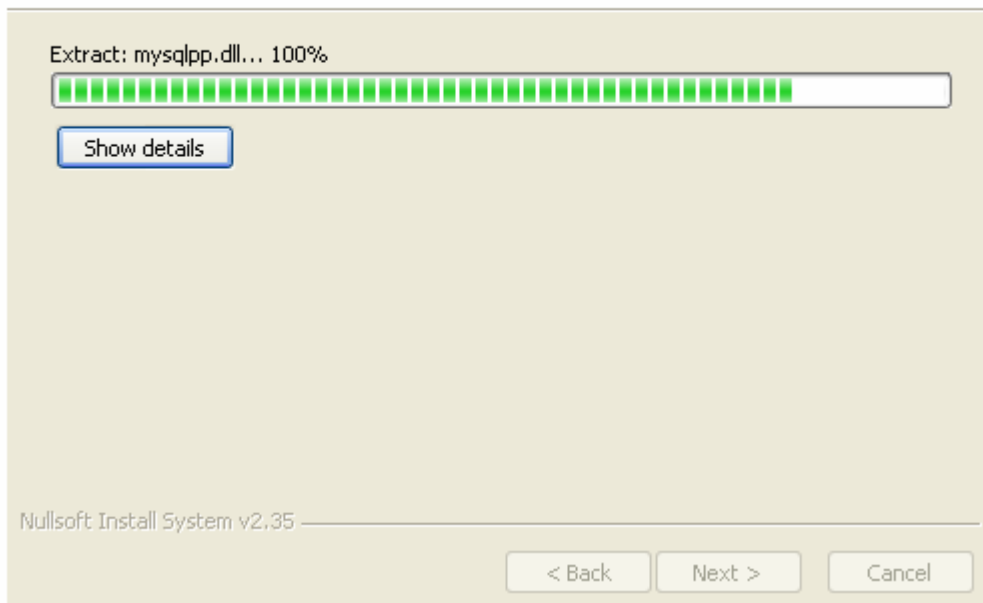 Extract: mysqlpp.dll... 100%
Show details
Nullsoft Install System v2.35
< Back Next > Cancel